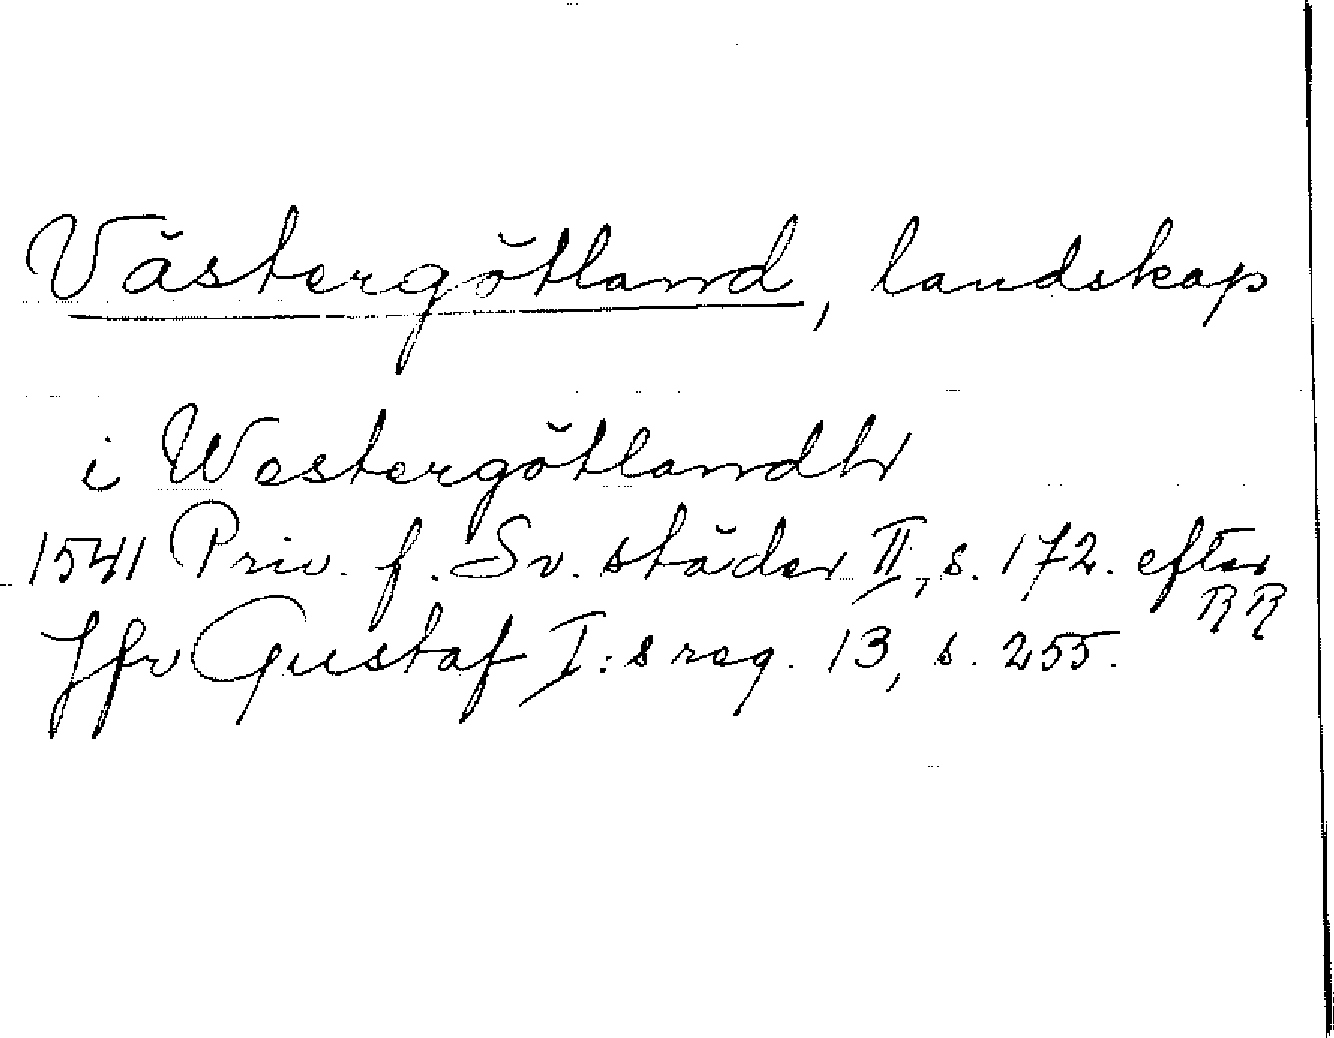 Västergötland, landskap
i Westergötlandh
1541 Priv. f. Sv. städer II, s. 172. efter RR
Jfr Gustaf I:s reg. 13, s. 255.